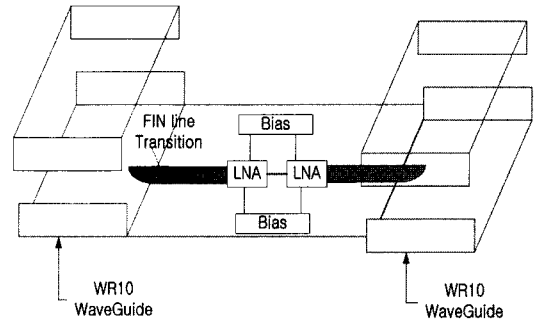 FIN line
Transition
Bias
LNA
LNA
Bias
WR10
WaveGuide
WR10
WaveGuide